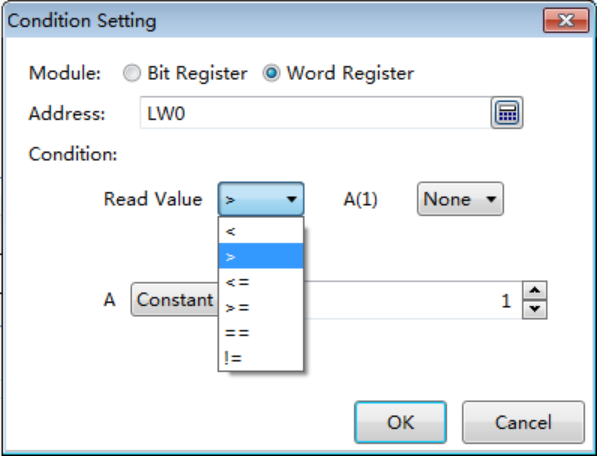 Condition Setting
Module: Bit Register Word Register
Address: LW0
Condition:
Read Value > A(1) None
<
>
<=
>=
==
!=
A Constant 1
OK Cancel